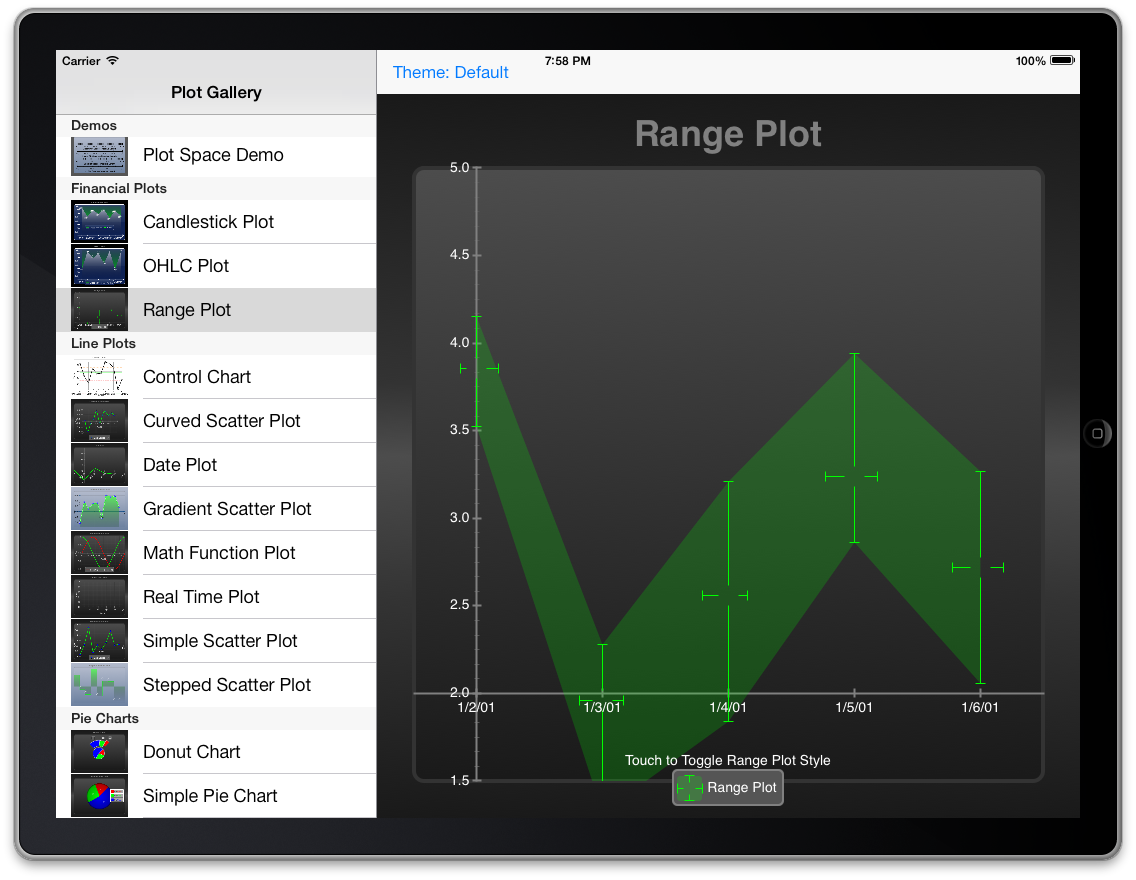 Carrier
7:58 PM
100%
Plot Gallery
Theme: Default
Demos
Plot Space Demo
Financial Plots
Candlestick Plot
OHLC Plot
Range Plot
Line Plots
Control Chart
Curved Scatter Plot
Date Plot
Gradient Scatter Plot
Math Function Plot
Real Time Plot
Simple Scatter Plot
Stepped Scatter Plot
Pie Charts
Donut Chart
Simple Pie Chart
Range Plot
5.0
4.5
4.0
3.5
3.0
2.5
2.0
1.5
1/2/01 1/3/01 1/4/01 1/5/01 1/6/01
Touch to Toggle Range Plot Style
Range Plot